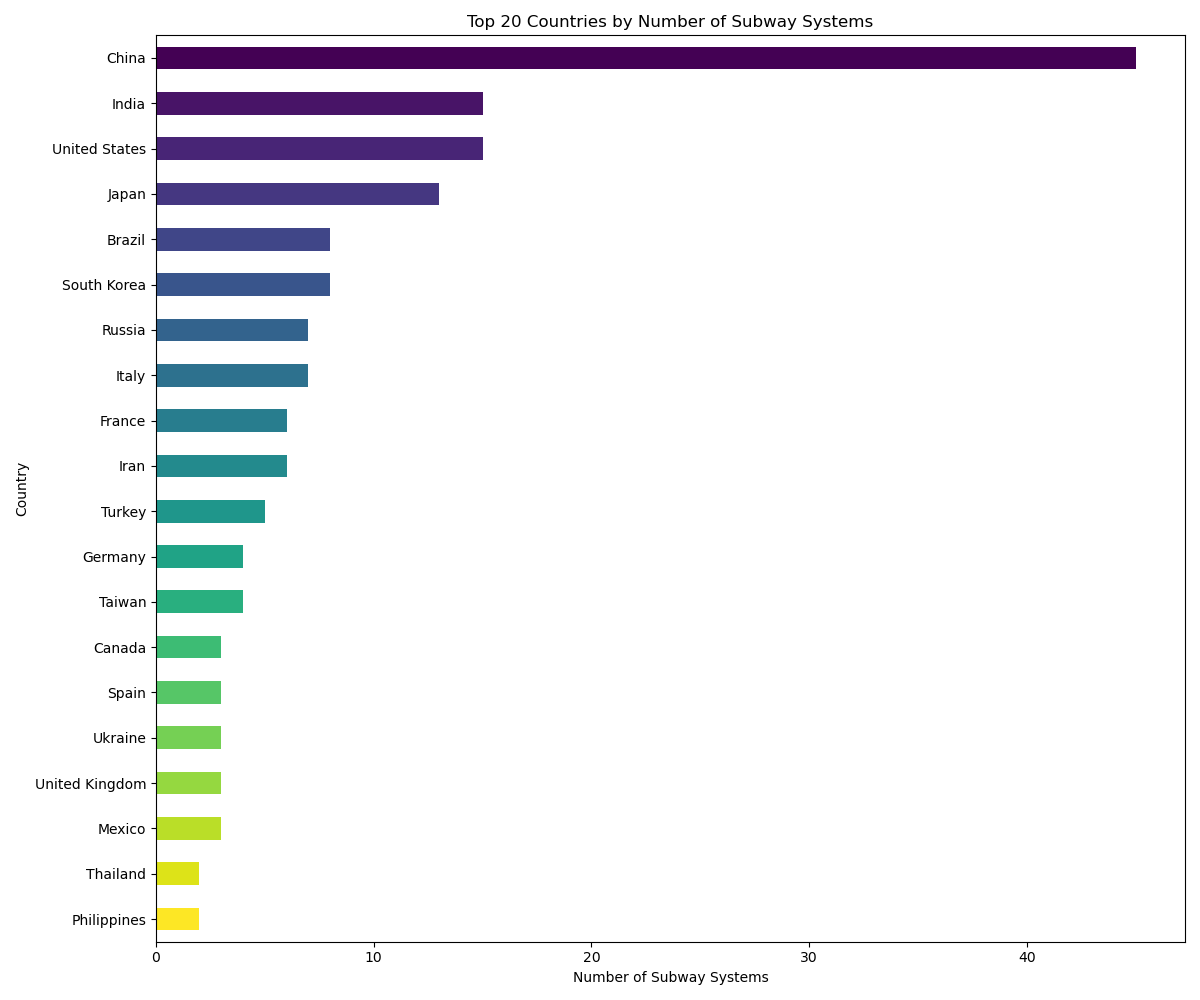 Top 20 Countries by Number of Subway Systems
China
India
United States
Japan
Brazil
South Korea
Russia
Italy
France
Iran
Turkey
Germany
Taiwan
Canada
Spain
Ukraine
United Kingdom
Mexico
Thailand
Philippines
Country
0 10 20 30 40
Number of Subway Systems